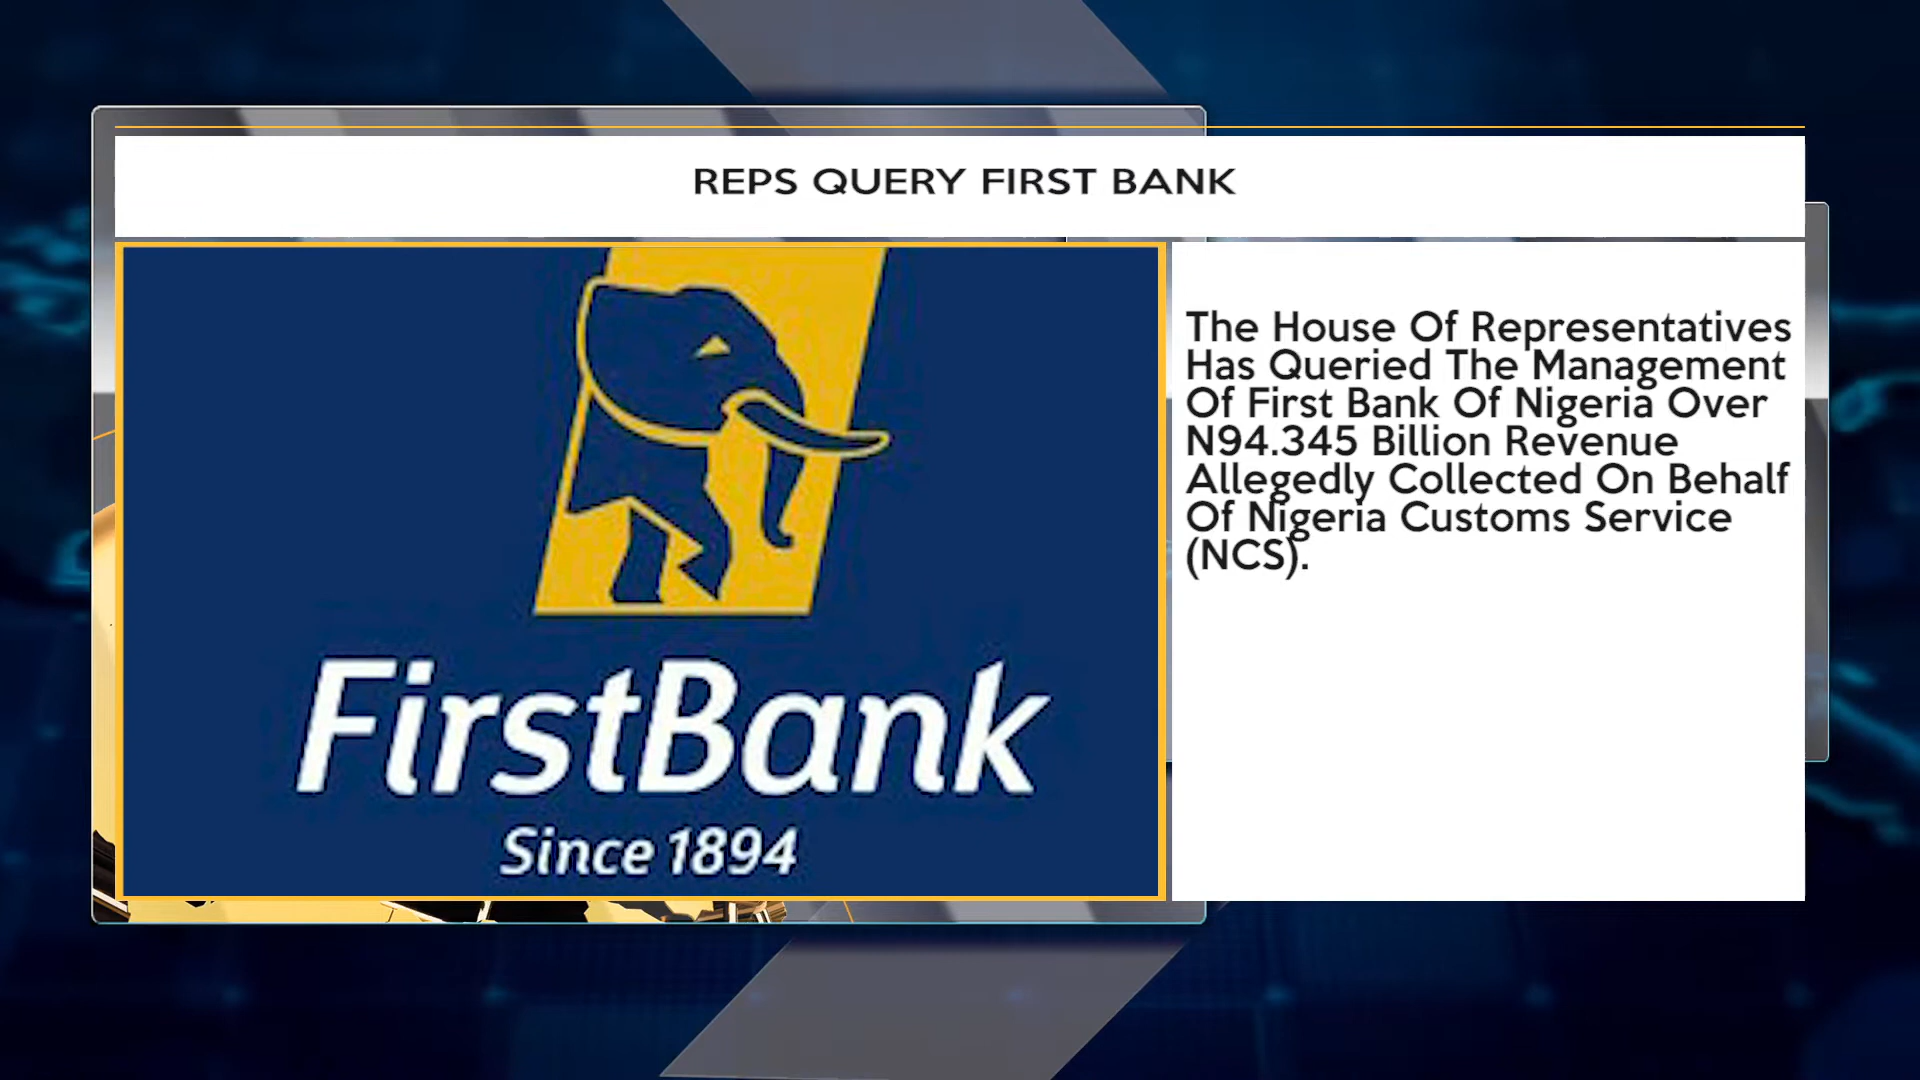 REPS QUERY FIRST BANK
FirstBank
Since 1894
The House Of Representatives
Has Queried The Management
Of First Bank Of Nigeria Over
N94.345 Billion Revenue
Allegedly Collected On Behalf
Of Nigeria Customs Service
(NCS).